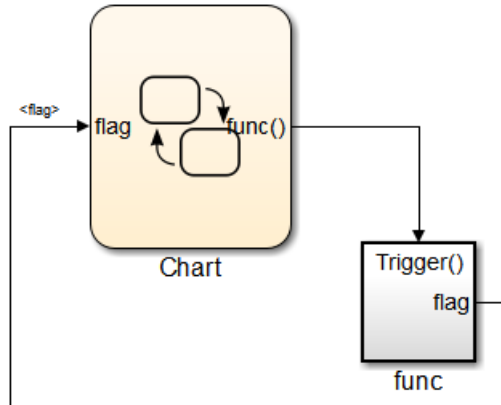 <flag>
flag
func()
Chart
Trigger()
flag
func